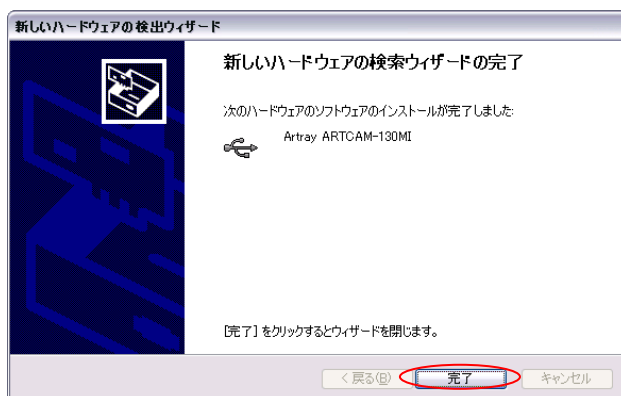 新しいハードウェアの検出ウィザード
新しいハードウェアの検索ウィザードの完了
次のハードウェアのソフトウェアのインストールが完了しました:
Artray ARTCAM-130MI
[完了] をクリックするとウィザードを閉じます。
< 戻る(B)
完了
キャンセル